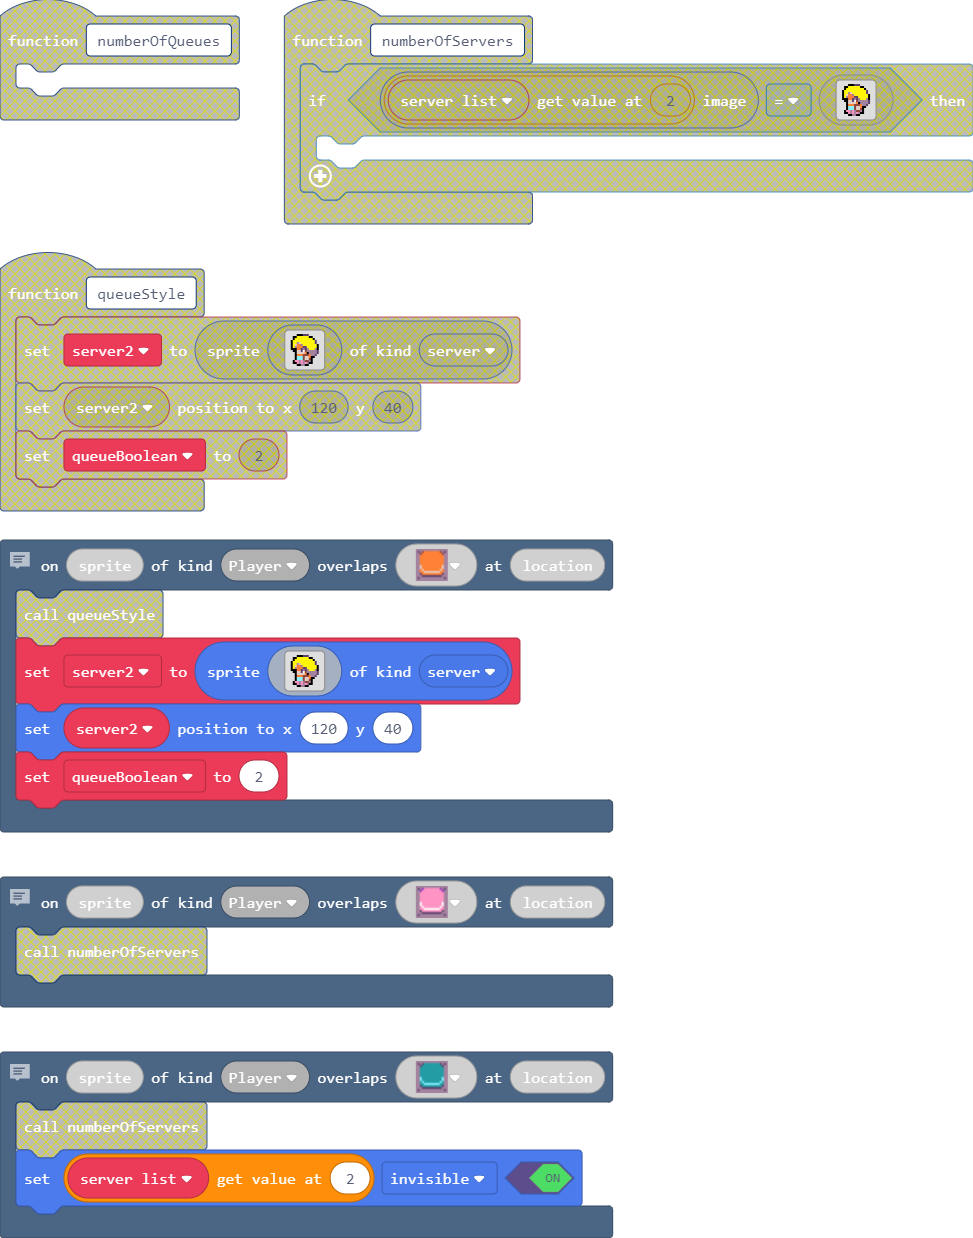 function numberOfQueues
function numberOfServers
if server list get value at 2 image = then
function queueStyle
set server2 to sprite of kind server
set server2 position to x 120 y 40
set queueBoolean to 2
on sprite of kind Player overlaps at location
call queueStyle
set server2 to sprite of kind server
set server2 position to x 120 y 40
set queueBoolean to 2
on sprite of kind Player overlaps at location
call numberOfServers
on sprite of kind Player overlaps at location
call numberOfServers
set server list get value at 2 invisible ON